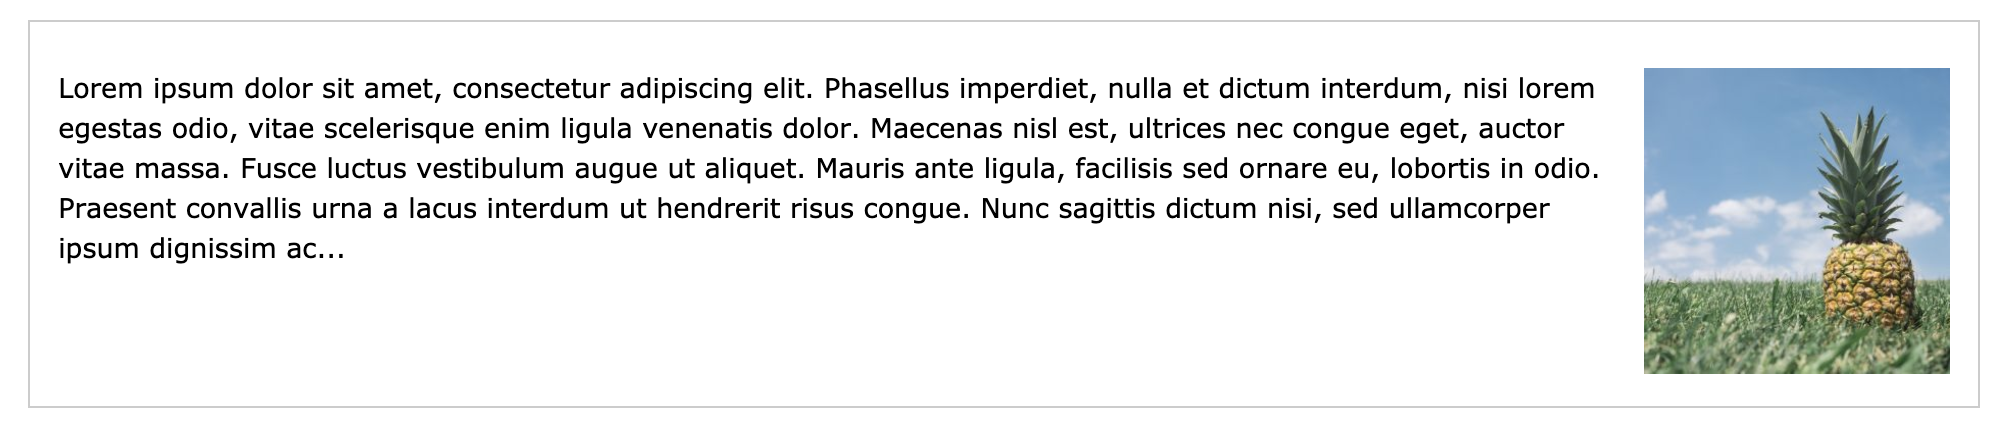 Lorem ipsum dolor sit amet, consectetur adipiscing elit. Phasellus imperdiet, nulla et dictum interdum, nisi lorem
egestas odio, vitae scelerisque enim ligula venenatis dolor. Maecenas nisl est, ultrices nec congue eget, auctor
vitae massa. Fusce luctus vestibulum augue ut aliquet. Mauris ante ligula, facilisis sed ornare eu, lobortis in odio.
Praesent convallis urna a lacus interdum ut hendrerit risus congue. Nunc sagittis dictum nisi, sed ullamcorper
ipsum dignissim ac...